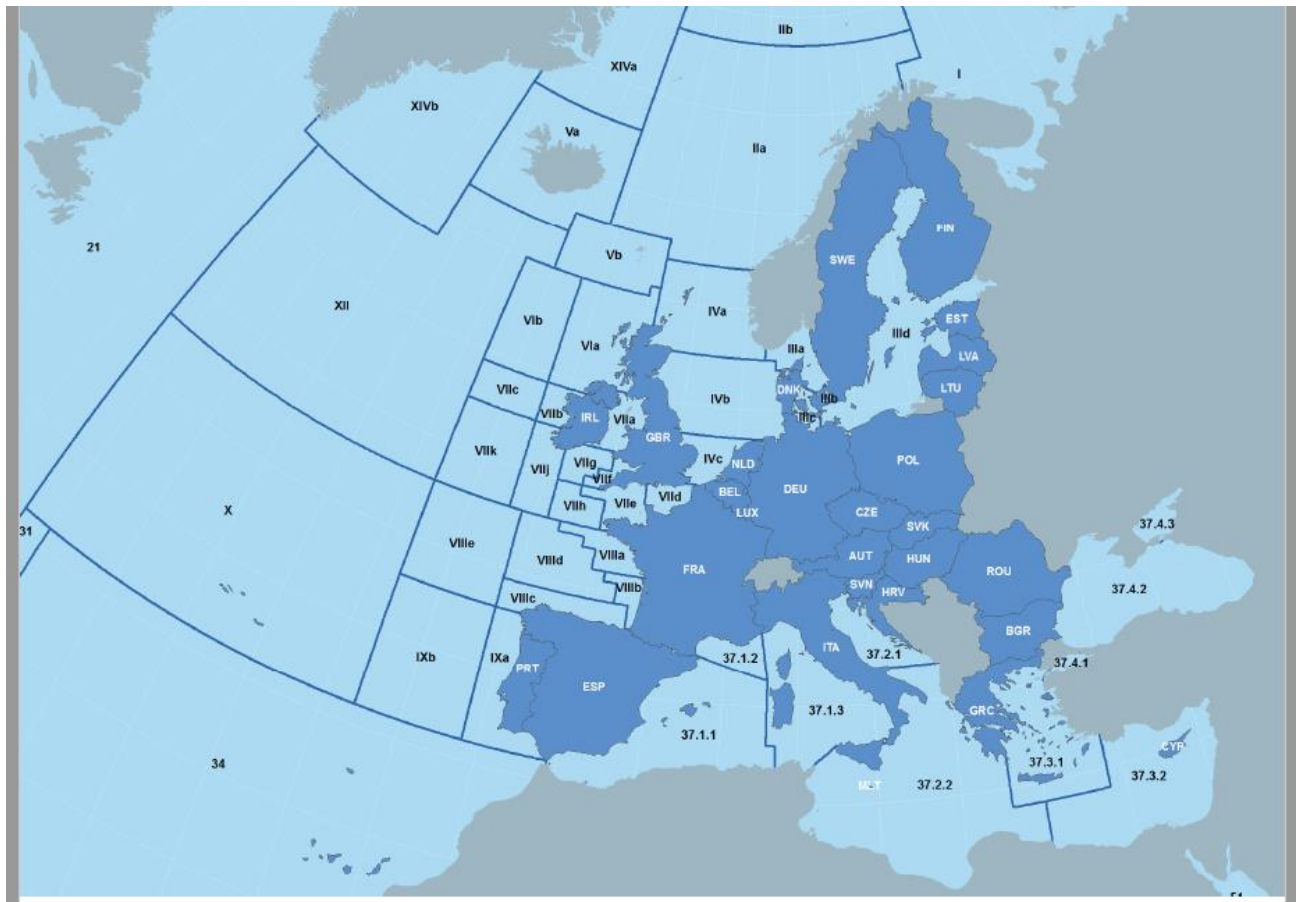 IIb
XIVa
I
XIVb
Va
IIa
FIN
21
Vb
SWE
XII
IVa
VIb
IIId
EST
VIa
IIIa
LVA
VIIc
DNK
LTU
IVb
IIIb
VIIb
IRL
VIIa
IIIc
GBR
VIIk
VIIg
IVc
NLD
POL
VIIj
VIIf
DEU
BEL
VIId
VIIe
VIIh
X
LUX
CZE
SVK
37.4.3
31
VIIIe
VIIIa
VIIId
AUT
HUN
FRA
ROU
VIIIb
SVN
HRV
37.4.2
VIIIc
BGR
ITA
37.2.1
IXb
IXa
37.1.2
37.4.1
PRT
ESP
37.1.3
GRC
37.1.1
CYR
34
37.3.1
37.3.2
MLT
37.2.2